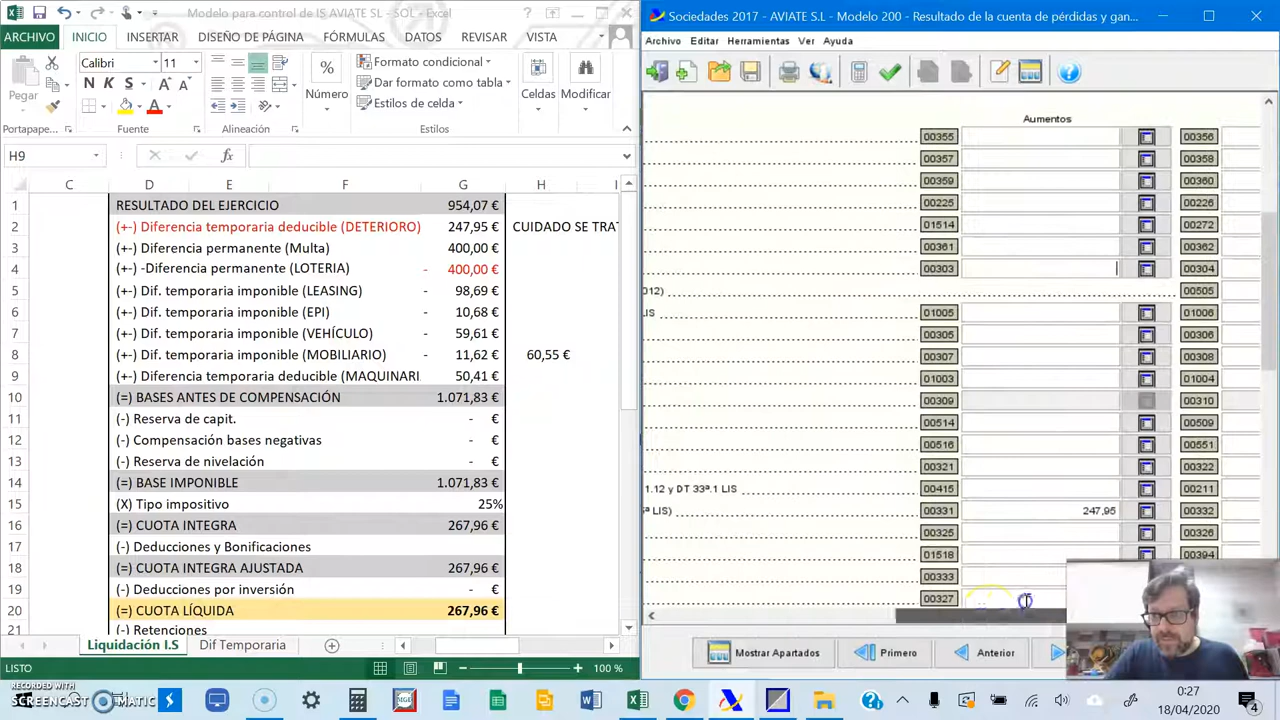 Modelo para control de IS AVIATE SL - SOL - Excel
ARCHIVO INICIO INSERTAR DISEÑO DE PÁGINA FÓRMULAS DATOS REVISAR VISTA
Pegar
Calibri 11
N K S
Número
Formato condicional
Dar formato como tabla
Estilos de celda
Celdas
Modificar
Portapape... Fuente Alineación Estilos
H9 fx
C D E F G H I
1 RESULTADO DEL EJERCICIO 954,07 €
2 (+-) Diferencia temporaria deducible (DETERIORO) 247,95 € CUIDADO SE TRAT
3 (+-) Diferencia permanente (Multa) 400,00 €
4 (+-) -Diferencia permanente (LOTERIA) - 400,00 €
5 (+-) Dif. temporaria imponible (LEASING) - 98,69 €
6 (+-) Dif. temporaria imponible (EPI) - 10,68 €
7 (+-) Dif. temporaria imponible (VEHÍCULO) - 59,61 €
8 (+-) Dif. temporaria imponible (MOBILIARIO) - 11,62 € 60,55 €
9 (+-) Diferencia temporaria deducible (MAQUINARI. 50,41 €
10 (=) BASES ANTES DE COMPENSACIÓN 1.071,83 €
11 (-) Reserva de capit. - €
12 (-) Compensación bases negativas - €
13 (-) Reserva de nivelación - €
14 (=) BASE IMPONIBLE 1.071,83 €
15 (X) Tipo impositivo 25%
16 (=) CUOTA INTEGRA 267,96 €
17 (-) Deducciones y Bonificaciones
18 (=) CUOTA INTEGRA AJUSTADA 267,96 €
19 (-) Deducciones por inversión - €
20 (=) CUOTA LÍQUIDA 267,96 €
21 (-) Retenciones
Liquidación I.S Dif Temporaria
LISTO 100 %
Sociedades 2017 - AVIATE S.L - Modelo 200 - Resultado de la cuenta de pérdidas y gan...
Archivo Editar Herramientas Ver Ayuda
Aumentos
00355 00356
00357 00358
00360 00359
00225 00226
01514 00272
00361 00362
00303 00304
012) 00505
LIS 01005 01006
00305 00306
00307 00308
01003 01004
00309 00310
00514 00509
00516 00551
00321 00322
1.12 y DT 33ª.1 LIS 00415 00211
ª LIS) 00331 247,95 00332
00325 00326
01518 00394
00333
00327
Mostrar Apartados Primero Anterior
RECORDED WITH
SCREENCAST MATIC
0:27
18/04/2020
4